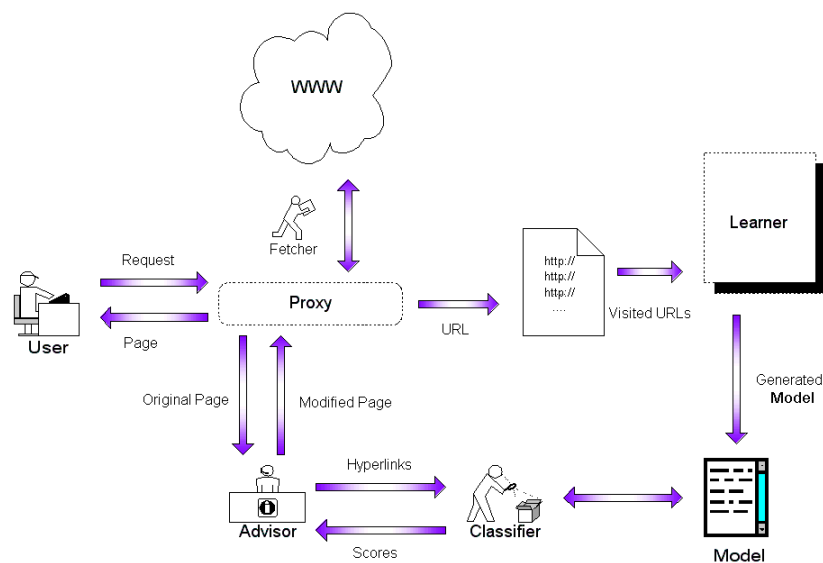 WWW
Fetcher
Learner
http://
http://
http://
....
Request
Proxy
Visited URLs
URL
User
Page
Original Page
Modified Page
Generated
Model
Hyperlinks
Advisor
Classifier
Scores
Model